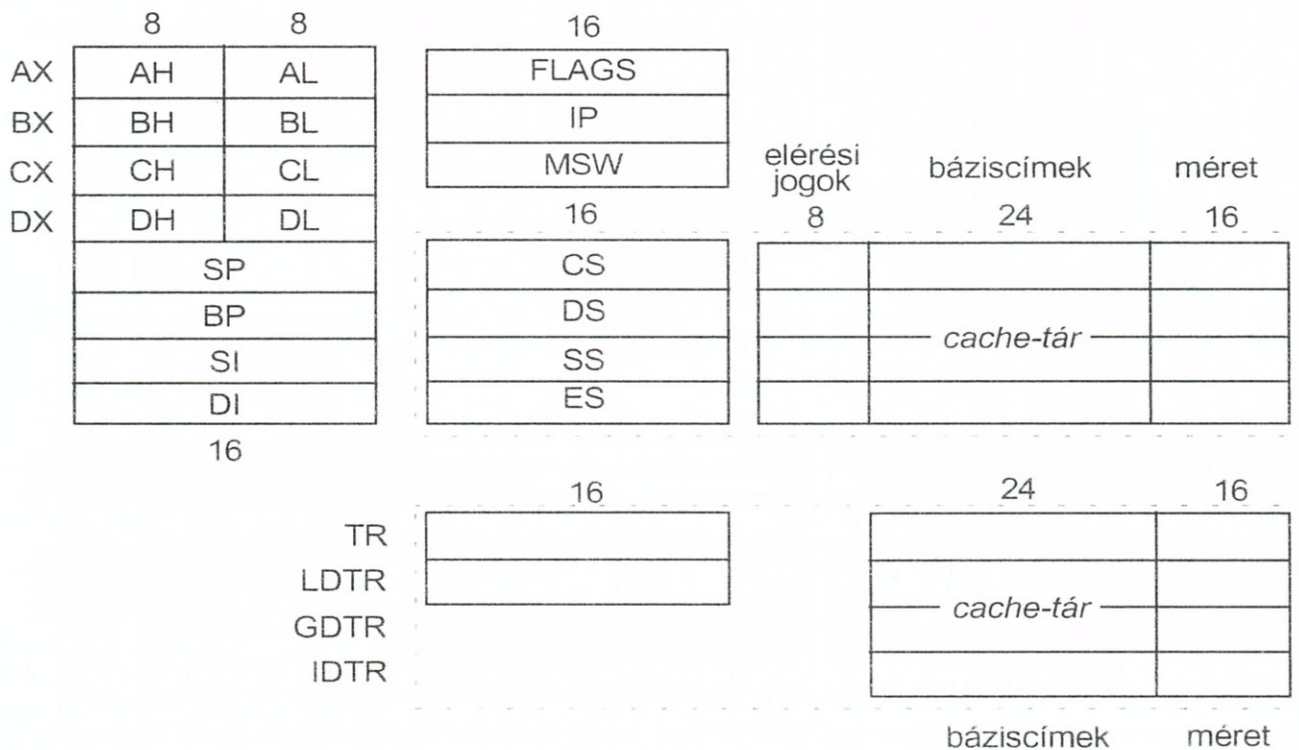 8 8 16
AX AH AL FLAGS
BX BH BL IP
CX CH CL MSW
DX DH DL
elérési
jogok
báziscímek
méret
16 8 24 16
SP CS
BP DS
cache-tár
SI SS
DI ES
16
16 24 16
TR
LDTR
cache-tár
GDTR
IDTR
báziscímek méret